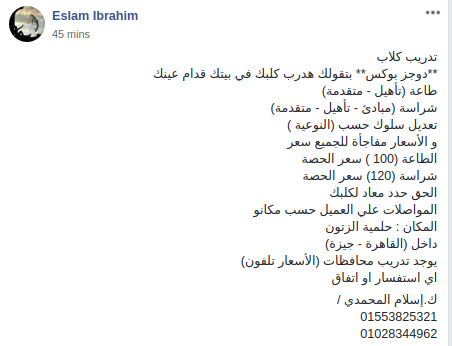 Eslam Ibrahim
45 mins
تدريب كلاب
**دوجز بوكس** بتقولك هدرب كلبك في بيتك قدام عينك
طاعة (تأهيل - متقدمة)
شراسة (مبادئ - تأهيل - متقدمة)
تعديل سلوك حسب (النوعية )
و الأسعار مفاجأة للجميع سعر
الطاعة (100 ) سعر الحصة
شراسة (120) سعر الحصة
الحق حدد معاد لكلبك
المواصلات علي العميل حسب مكانو
المكان : حلمية الزتون
داخل (القاهرة - جيزة)
يوجد تدريب محافظات (الأسعار تلفون)
اي استفسار او اتفاق
ك.إسلام المحمدي /
01553825321
01028344962